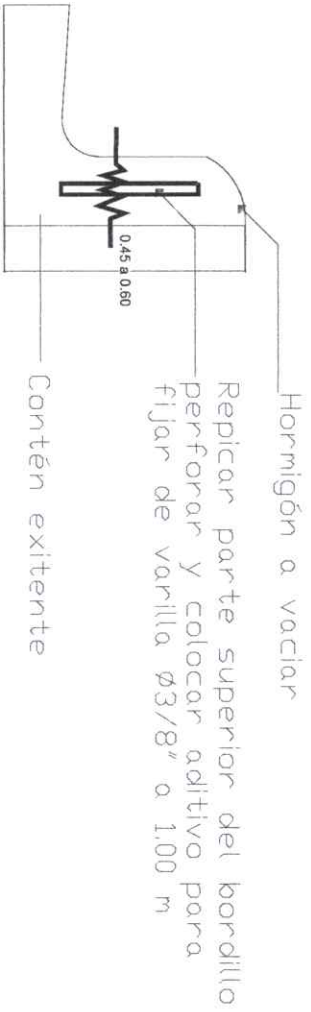 Hormigón a vaciar
Repicar parte superior del bordillo
perforar y colocar aditivo para
fijar de varilla Ø3/8" a 1,00 m
0.45 a 0.60
Contén exitente